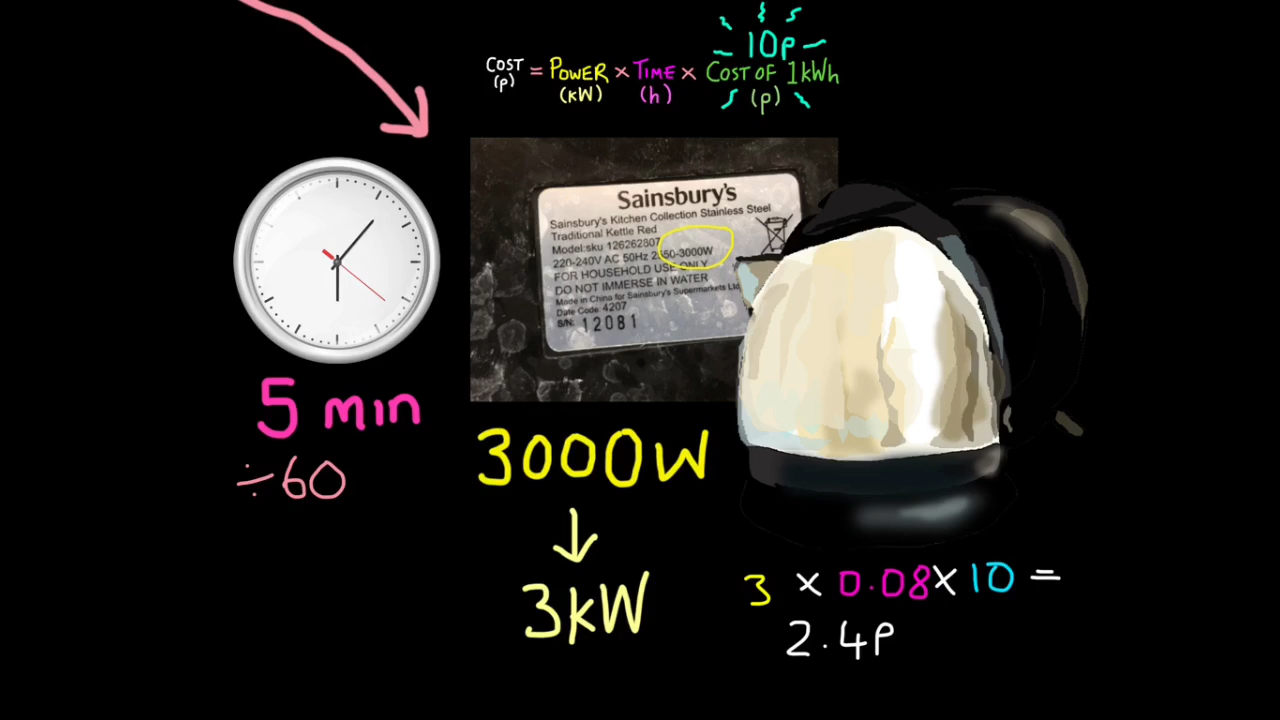 10p
COST = POWER × TIME × COST OF 1kWh
(p) (kW) (h) (p)
Sainsbury's
Sainsbury's Kitchen Collection Stainless Steel
Traditional Kettle Red
Model:sku 126262807
220-240V AC 50Hz 2550-3000W
FOR HOUSEHOLD USE ONLY
DO NOT IMMERSE IN WATER
Made in China for Sainsbury's Supermarkets Ltd
Date Code 4207
S/N: 12081
5 min
÷60
3000W
↓
3kW
3 × 0.08 × 10 =
2.4p